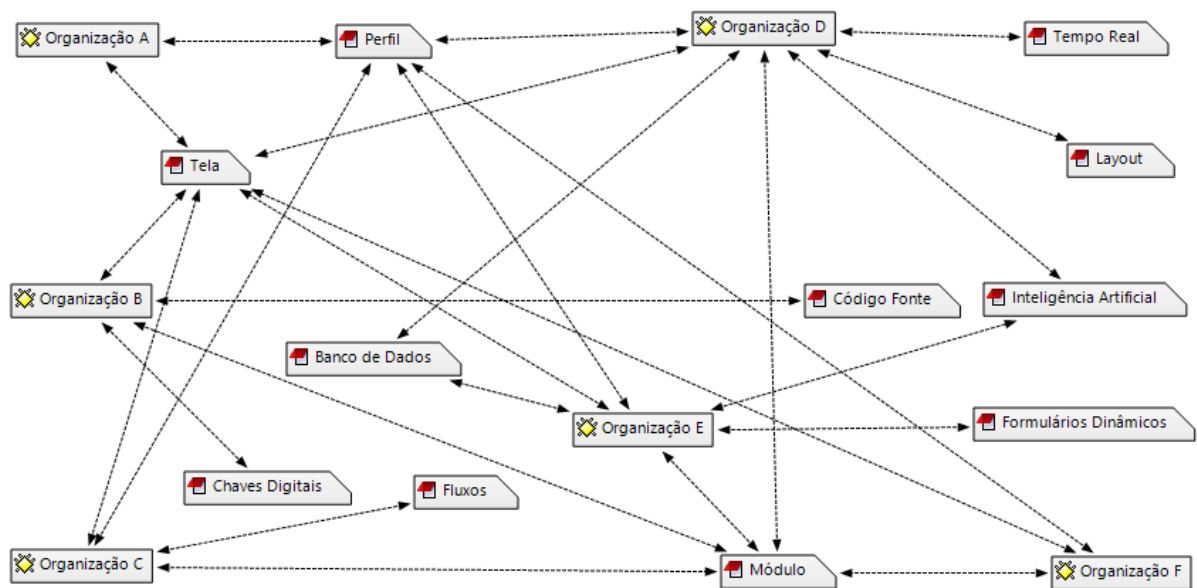 Organização A
Perfil
Organização D
Tempo Real
Tela
Layout
Organização B
Código Fonte
Inteligência Artificial
Banco de Dados
Organização E
Formulários Dinâmicos
Chaves Digitais
Fluxos
Organização C
Módulo
Organização F